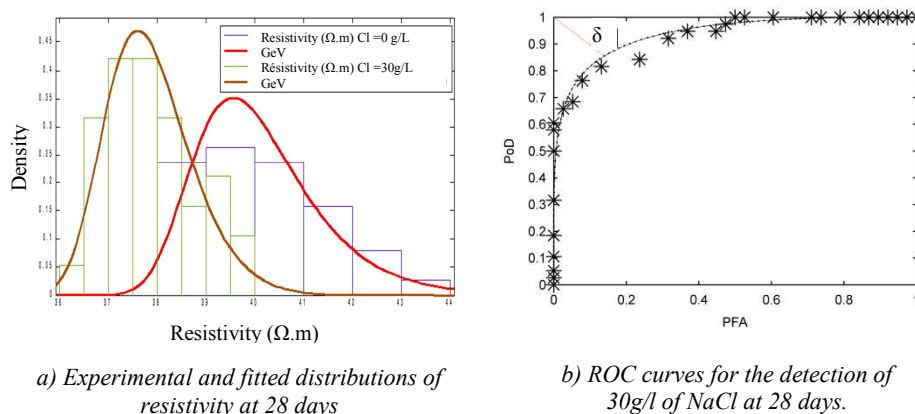 Resistivity (Ω.m) Cl =0 g/L
GeV
Résistivity (Ω.m) Cl =30g/L
GeV
0.45
0.4
0.35
0.3
0.25
0.2
0.15
0.1
0.05
0
Density
36 37 38 39 40 41 42 43 44
Resistivity (Ω.m)
a) Experimental and fitted distributions of
resistivity at 28 days
δ
1
0.9
0.8
0.7
0.6
0.5
0.4
0.3
0.2
0.1
0
PoD
0 0.2 0.4 0.6 0.8
PFA
b) ROC curves for the detection of
30g/l of NaCl at 28 days.